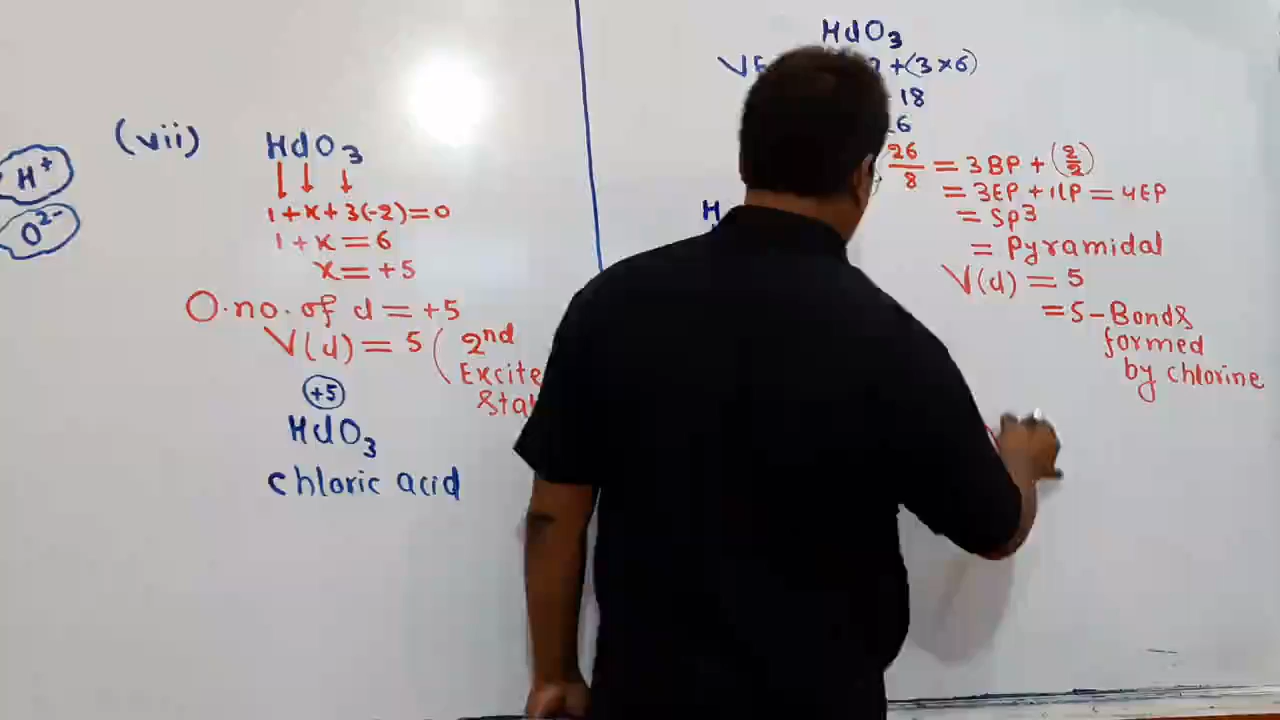 (vii) HClO3
H+
O2-
1+x+3(-2)=0
1+x=6
x=+5
O.no.of Cl=+5
V(Cl)=5(2nd
+5
HClO3
chloric acid
HClO3
+(3×6)
18
26/8 = 3BP+(2/2)
=3EP+1LP=4EP
=Sp3
=Pyramidal
H
V(Cl)=5
=5-Bonds
formed
by chlorine